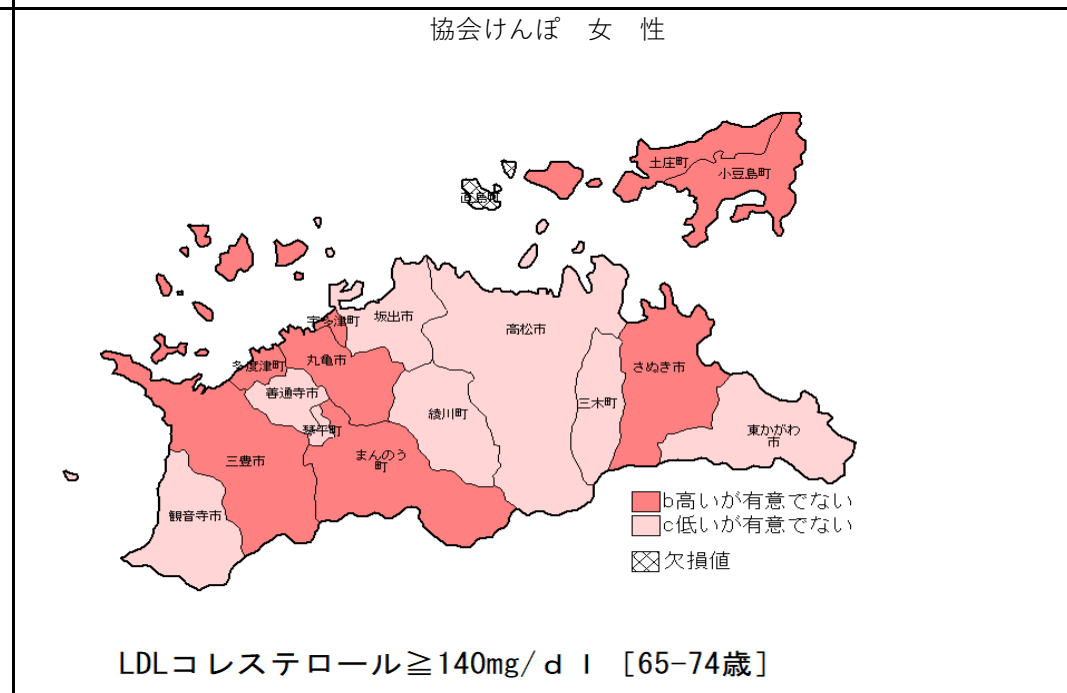 協会けんぽ　女　性
土庄町
小豆島町
直島町
宇多津町
坂出市
高松市
多度津町
丸亀市
さぬき市
善通寺市
綾川町
三木町
琴平町
東かがわ
市
三豊市
まんのう
町
観音寺市
b高いが有意でない
c低いが有意でない
欠損値
LDLコレステロール≧140mg/ｄｌ［65-74歳］